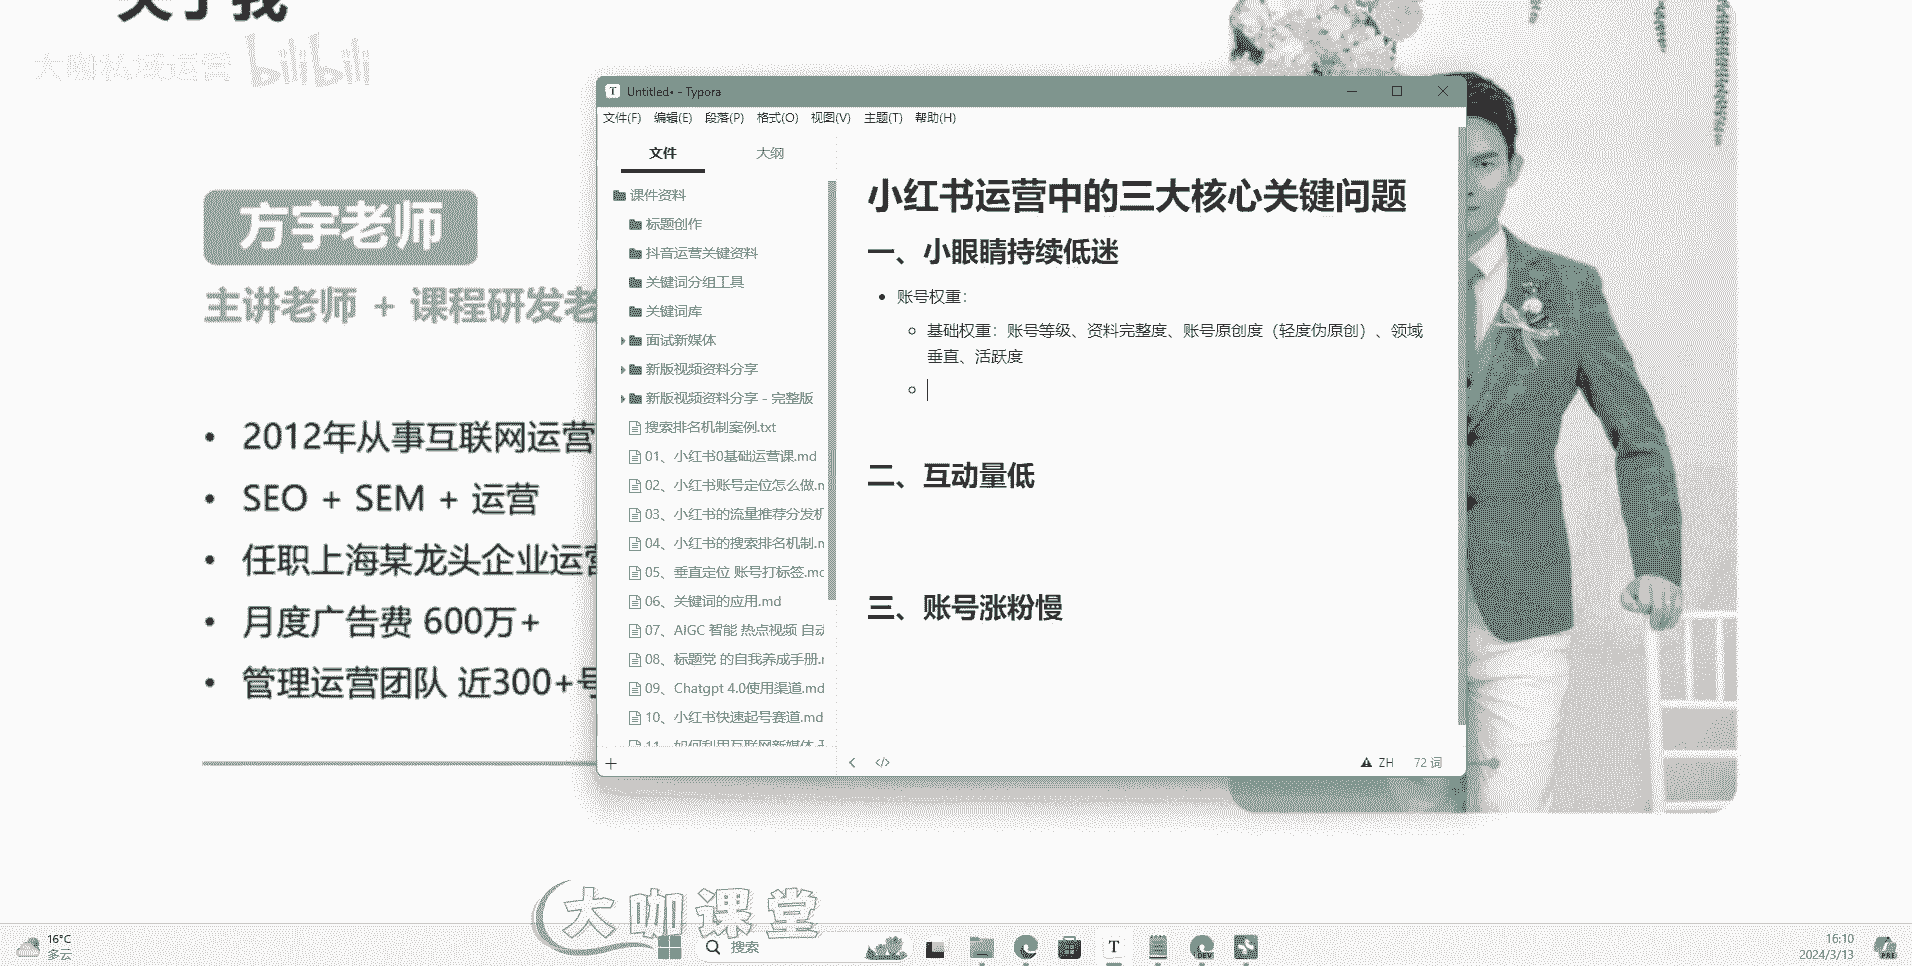 关于我
大咖私域运营 bilibili
方宇老师
主讲老师 + 课程研发老
2012年从事互联网运营
SEO + SEM + 运营
任职上海某龙头企业运营
月度广告费 600万+
管理运营团队 近300+号
Untitled• - Typora
文件(F) 编辑(E) 段落(P) 格式(O) 视图(V) 主题(T) 帮助(H)
文件 大纲
课件资料
标题创作
抖音运营关键资料
关键词分组工具
关键词库
面试新媒体
新版视频资料分享
新版视频资料分享 - 完整版
搜索排名机制案例.txt
01、小红书0基础运营课.md
02、小红书账号定位怎么做.m
03、小红书的流量推荐分发机
04、小红书的搜索排名机制.m
05、垂直定位 账号打标签.mc
06、关键词的应用.md
07、AIGC 智能 热点视频 自动
08、标题党 的自我养成手册.r
09、Chatgpt 4.0使用渠道.md
10、小红书快速起号赛道.md
11、如何利用互联网新媒体
小红书运营中的三大核心关键问题
一、小眼睛持续低迷
账号权重：
基础权重：账号等级、资料完整度、账号原创度（轻度伪原创）、领域
垂直、活跃度
二、互动量低
三、账号涨粉慢
ZH 72 词
大咖课堂
16°C
多云
搜索
T
DEV
16:10
2024/3/13
PRE